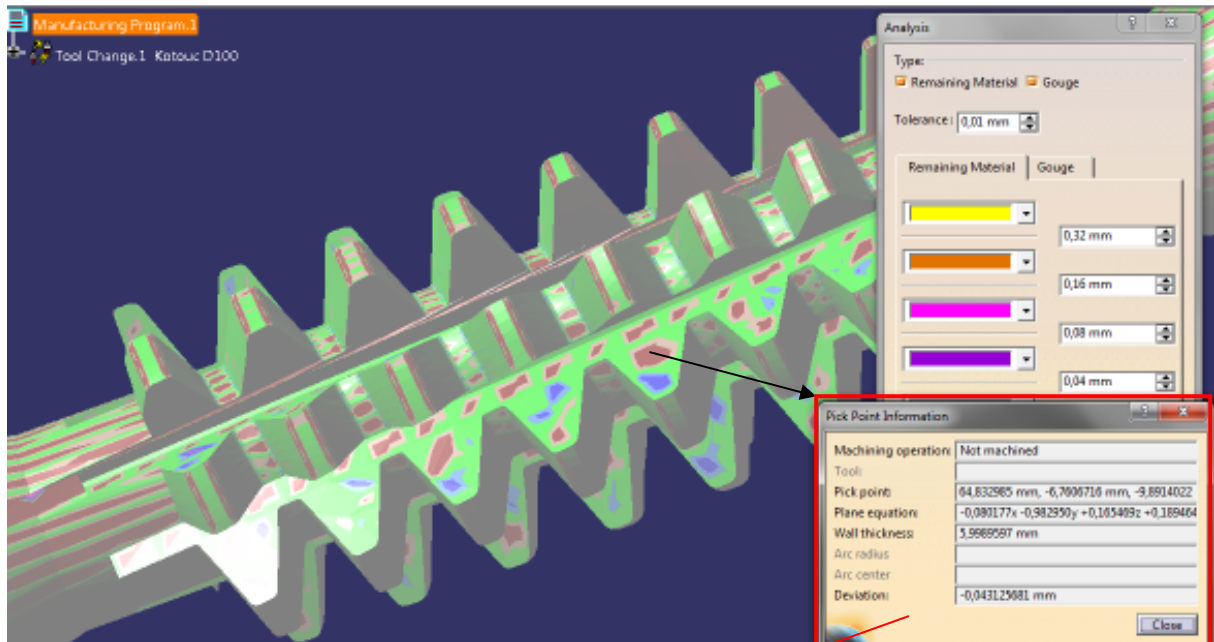 Manufacturing Program.1
Tool Change.1 Kotouc D100
Analysis
Type:
Remaining Material Gouge
Tolerance: 0,01 mm
Remaining Material Gouge
0,32 mm
0,16 mm
0,08 mm
0,04 mm
Pick Point Information
Machining operation: Not machined
Tool:
Pick point: 64,832985 mm, -6,7606716 mm, -9,8914022
Plane equation: -0,080177x -0,982950y +0,165469z +0,189464
Wall thickness: 5,9989597 mm
Arc radius
Arc center
Deviation: -0,043125681 mm
Close